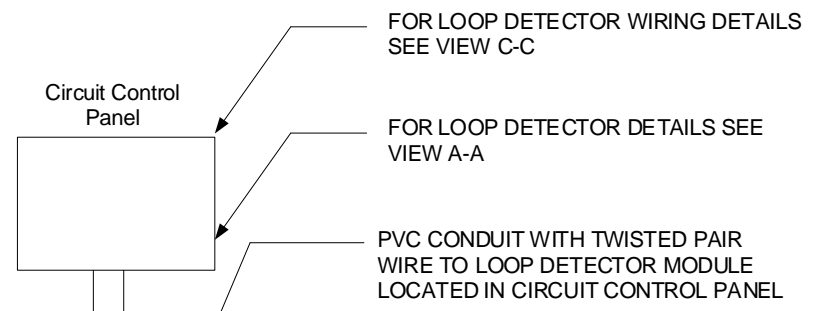 FOR LOOP DETECTOR WIRING DETAILS
SEE VIEW C-C
Circuit Control
Panel
FOR LOOP DETECTOR DETAILS SEE
VIEW A-A
PVC CONDUIT WITH TWISTED PAIR
WIRE TO LOOP DETECTOR MODULE
LOCATED IN CIRCUIT CONTROL PANEL